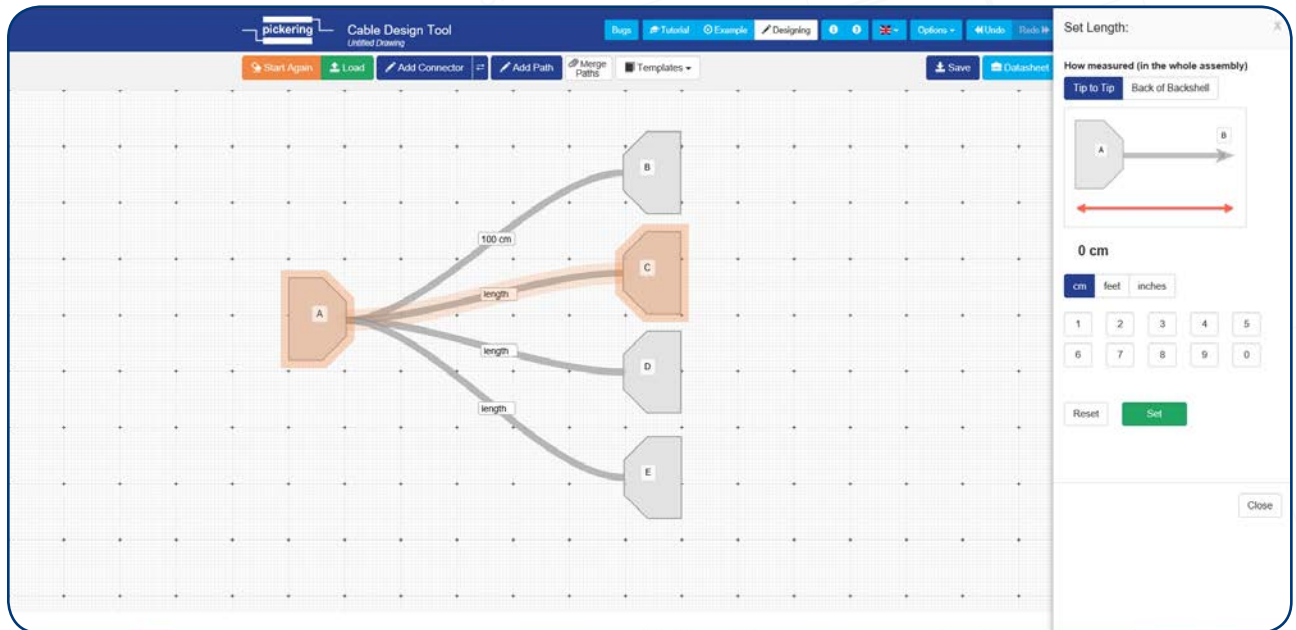 pickering
Cable Design Tool
Untitled Drawing
Bugs
Tutorial
Example
Designing
Options
Undo
Redo
Start Again
Load
Add Connector
Add Path
Merge
Paths
Templates
Save
Datasheet
B
100 cm
C
length
A
length
D
length
E
Set Length:
X
How measured (in the whole assembly)
Tip to Tip
Back of Backshell
A
B
0 cm
cm feet inches
1 2 3 4 5
6 7 8 9 0
Reset
Set
Close